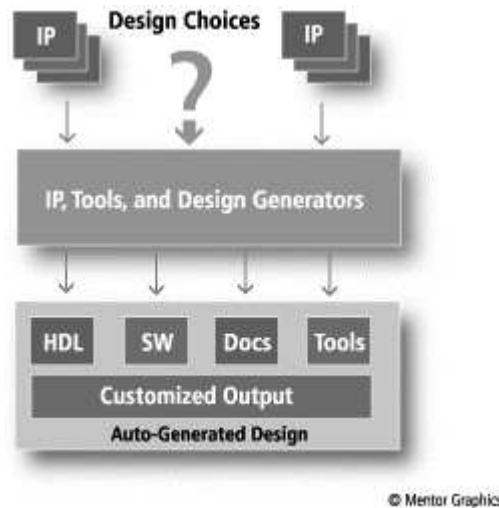 Design Choices
IP
IP
?
IP, Tools, and Design Generators
HDL SW Docs Tools
Customized Output
Auto-Generated Design
© Mentor Graphics